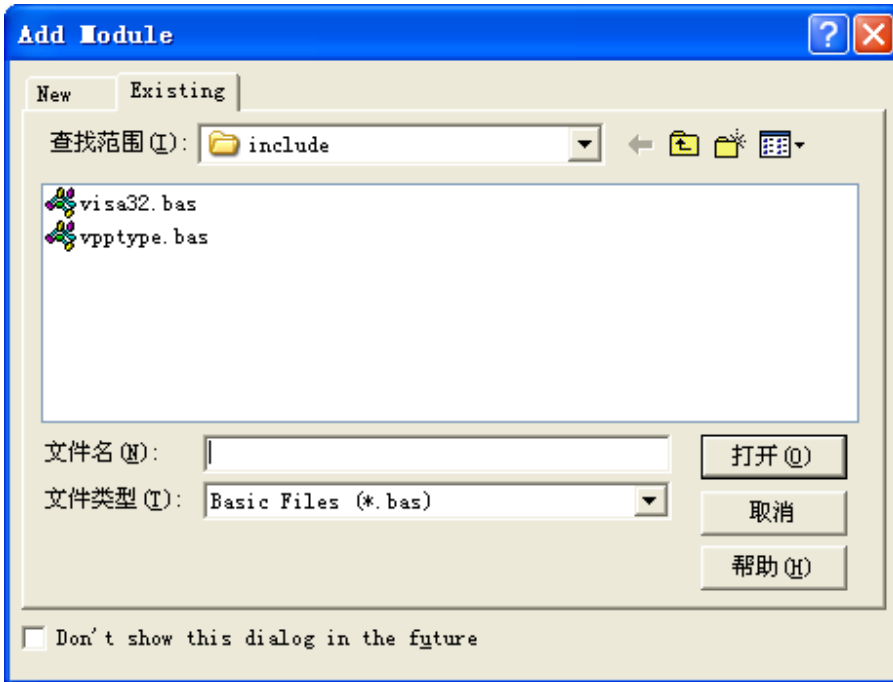 Add Module
New Existing
查找范围(I): include
visa32.bas
vpptype.bas
文件名(N): 打开(O)
文件类型(T): Basic Files (*.bas)
取消
帮助(H)
Don't show this dialog in the future